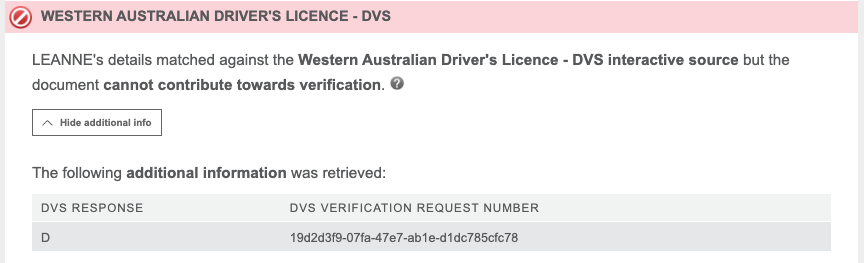 WESTERN AUSTRALIAN DRIVER'S LICENCE - DVS
LEANNE's details matched against the Western Australian Driver's Licence - DVS interactive source but the
document cannot contribute towards verification. ?
Hide additional info
The following additional information was retrieved:
DVS RESPONSE DVS VERIFICATION REQUEST NUMBER
D 19d2d3f9-07fa-47e7-ab1e-d1dc785cfc78